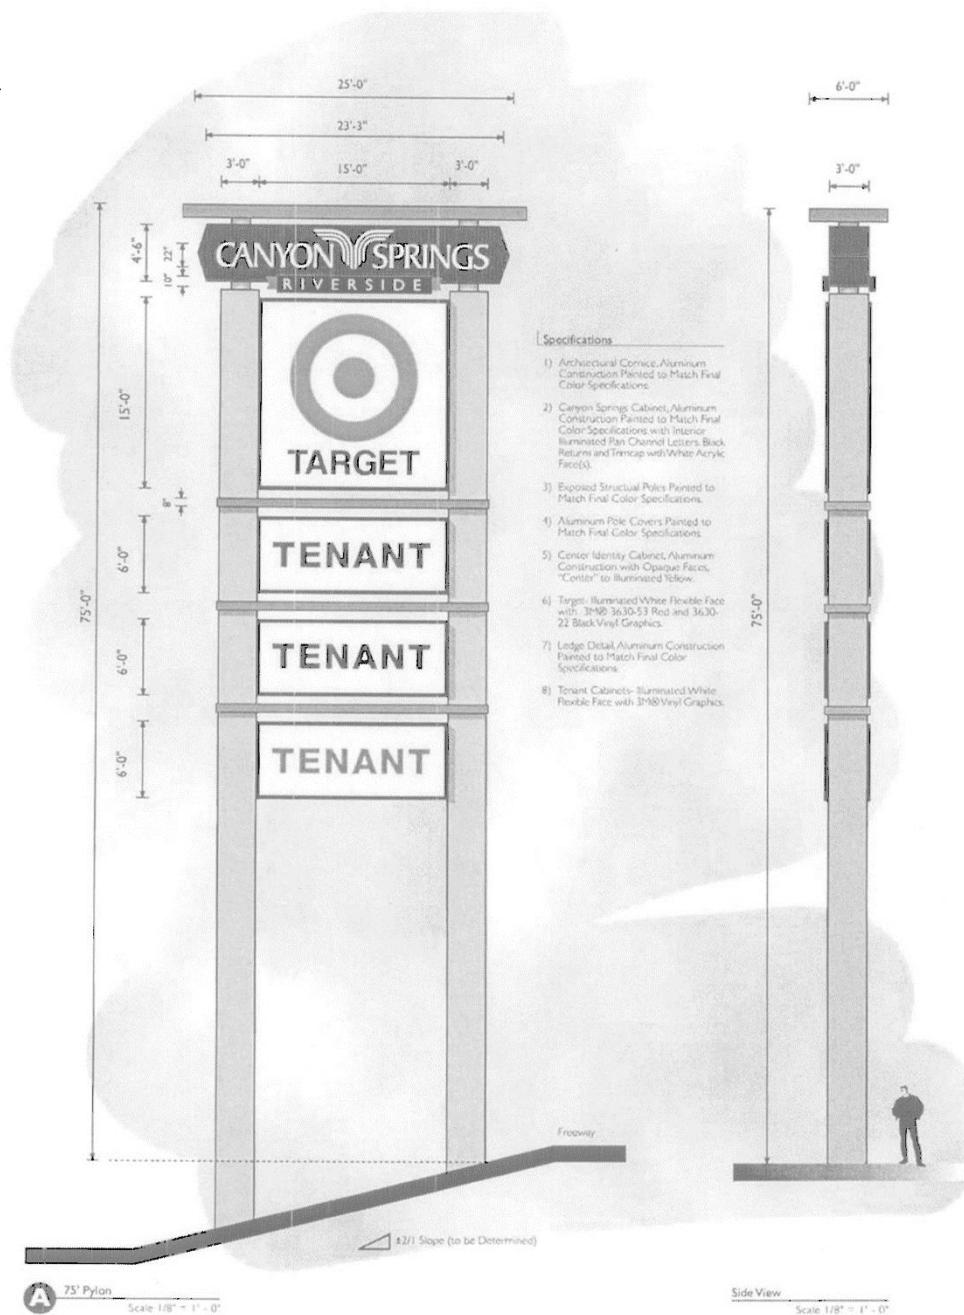 25'-0"
6'-0"
23'-3"
3'-0"
15'-0"
3'-0"
3'-0"
4'-6"
22"
10"
CANYON SPRINGS
RIVERSIDE
15'-0"
TARGET
8"
6'-0"
TENANT
6'-0"
TENANT
6'-0"
TENANT
75'-0"
75'-0"
Specifications
1) Architectural Cornice, Aluminum
Construction Painted to Match Final
Color Specifications.
2) Canyon Springs Cabinet, Aluminum
Construction Painted to Match Final
Color Specifications with Interior
Illuminated Pan Channel Letters. Black
Returns and Trimcap with White Acrylic
Face(s).
3) Exposed Structual Poles Painted to
Match Final Color Specifications.
4) Aluminum Pole Covers Painted to
Match Final Color Specifications.
5) Center Identity Cabinet, Aluminum
Construction with Opaque Faces,
"Center" to Illuminated Yellow.
6) Target- Illuminated White Flexible Face
with 3M® 3630-53 Red and 3630-
22 Black Vinyl Graphics.
7) Ledge Detail, Aluminum Construction
Painted to Match Final Color
Specifications.
8) Tenant Cabinets- Illuminated White
Flexible Face with 3M® Vinyl Graphics.
Freeway
±2/1 Slope (to be Determined)
A
75' Pylon
Scale 1/8" = 1' - 0"
Side View
Scale 1/8" = 1' - 0"